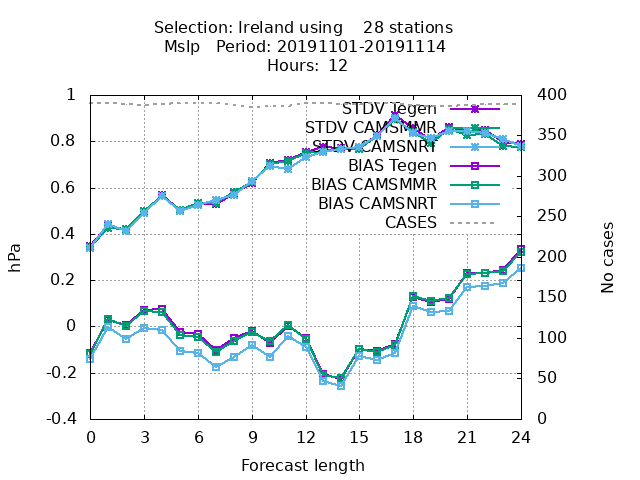 Selection: Ireland using    28 stations
Mslp   Period: 20191101-20191114
Hours: 12
1
0.8
0.6
0.4
0.2
0
-0.2
-0.4
hPa
400
350
300
250
200
150
100
50
0
No cases
STDV Tegen
STDV CAMSMMR
STDV CAMSNRT
BIAS Tegen
BIAS CAMSMMR
BIAS CAMSNRT
CASES
0 3 6 9 12 15 18 21 24
Forecast length